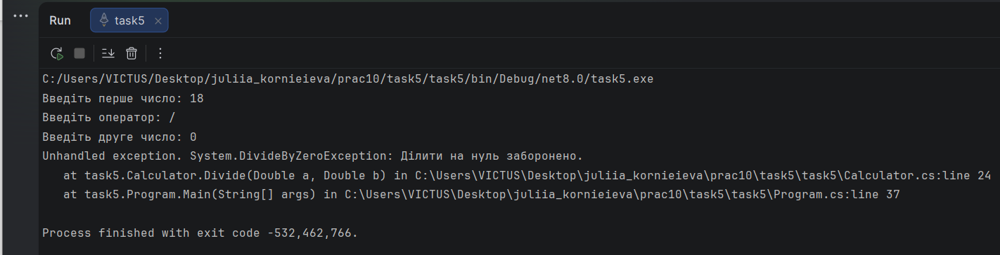 Run task5
C:/Users/VICTUS/Desktop/juliia_kornieieva/prac10/task5/task5/bin/Debug/net8.0/task5.exe
Введіть перше число: 18
Введіть оператор: /
Введіть друге число: 0
Unhandled exception. System.DivideByZeroException: Ділити на нуль заборонено.
   at task5.Calculator.Divide(Double a, Double b) in C:\Users\VICTUS\Desktop\juliia_kornieieva\prac10\task5\task5\Calculator.cs:line 24
   at task5.Program.Main(String[] args) in C:\Users\VICTUS\Desktop\juliia_kornieieva\prac10\task5\task5\Program.cs:line 37
Process finished with exit code -532,462,766.